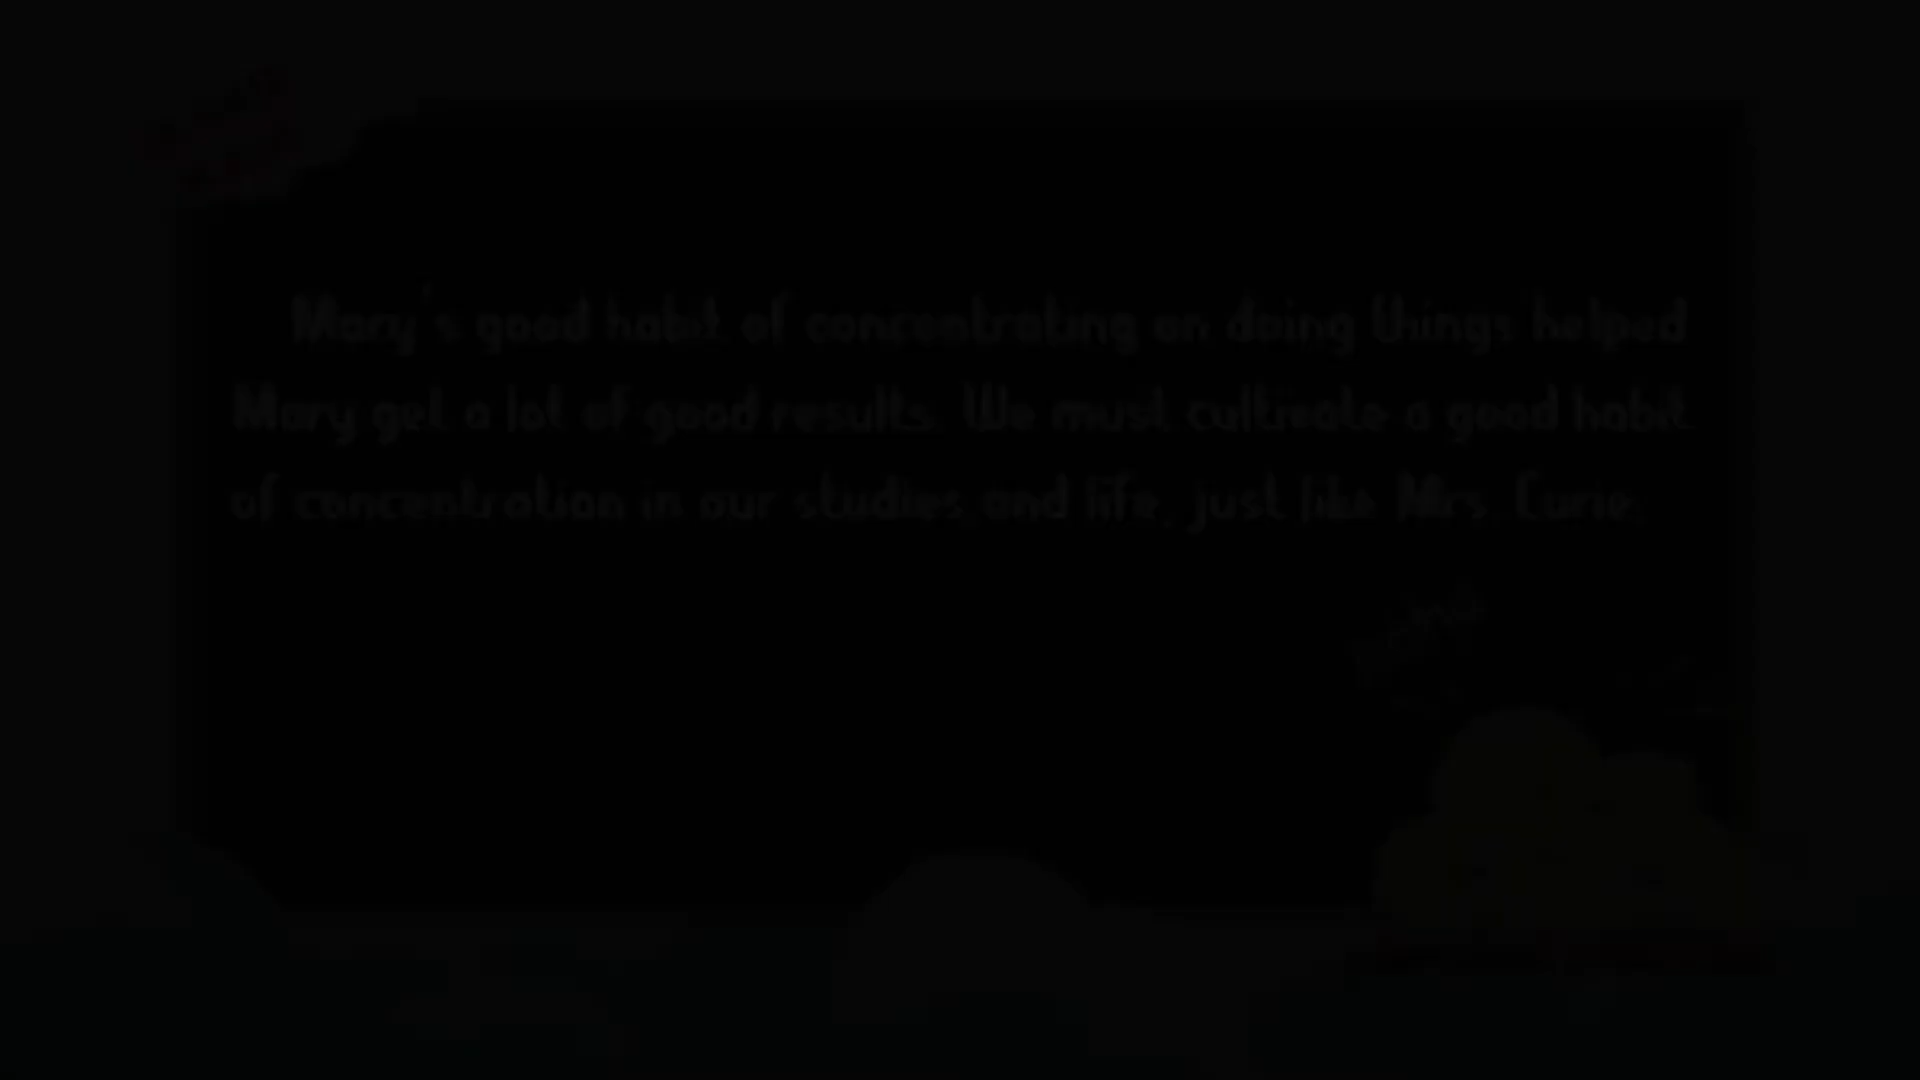 Mary's good habit of concentrating on doing things helped
Mary get a lot of good results. We must cultivate a good habit
of concentration in our studies and life, just like Mrs. Curie.